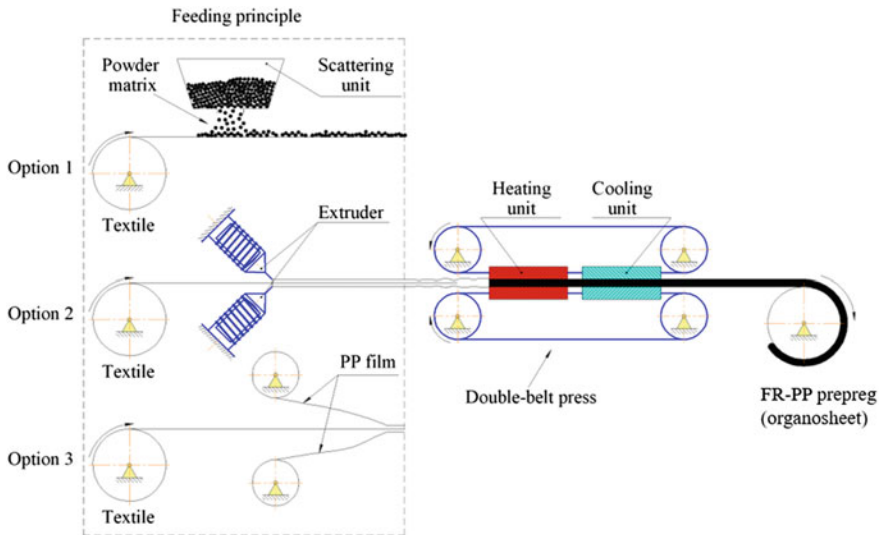 Feeding principle
Powder
matrix
Scattering
unit
Option 1
Textile
Extruder
Heating
unit
Cooling
unit
Option 2
Textile
PP film
Double-belt press
FR-PP prepreg
(organosheet)
Option 3
Textile